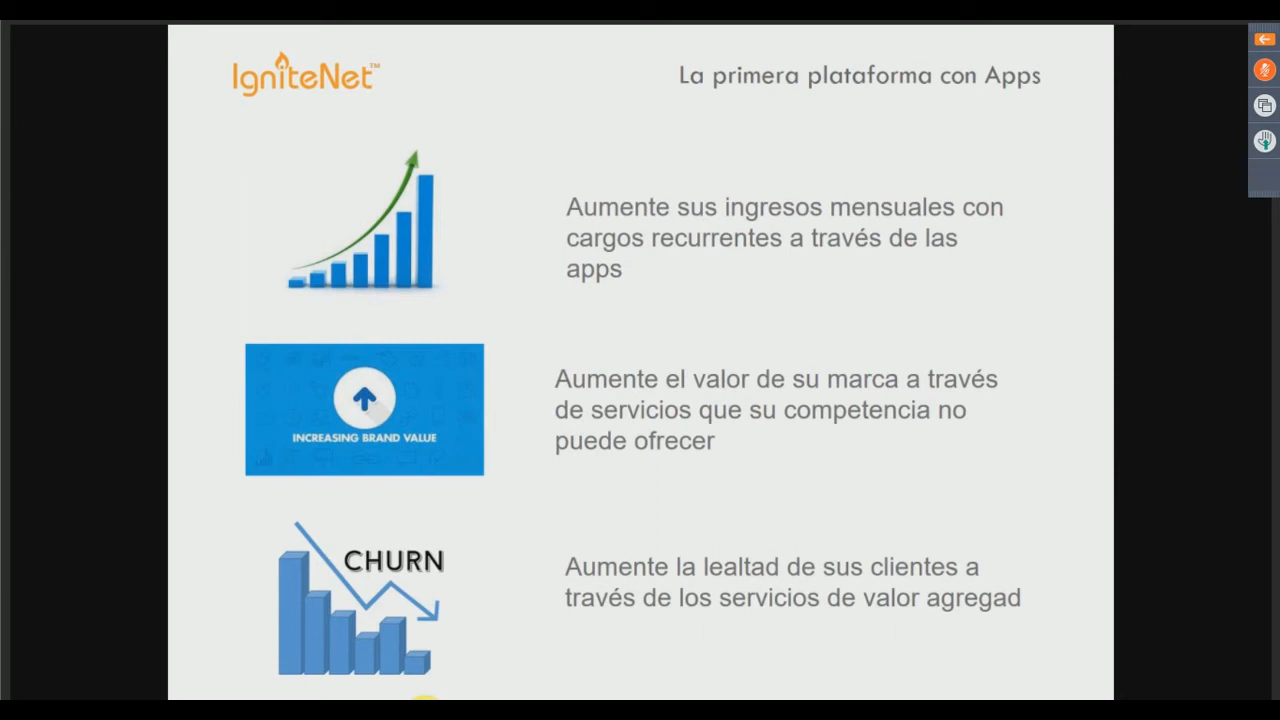 IgniteNet™
La primera plataforma con Apps
Aumente sus ingresos mensuales con
cargos recurrentes a través de las
apps
INCREASING BRAND VALUE
Aumente el valor de su marca a través
de servicios que su competencia no
puede ofrecer
CHURN
Aumente la lealtad de sus clientes a
través de los servicios de valor agregad